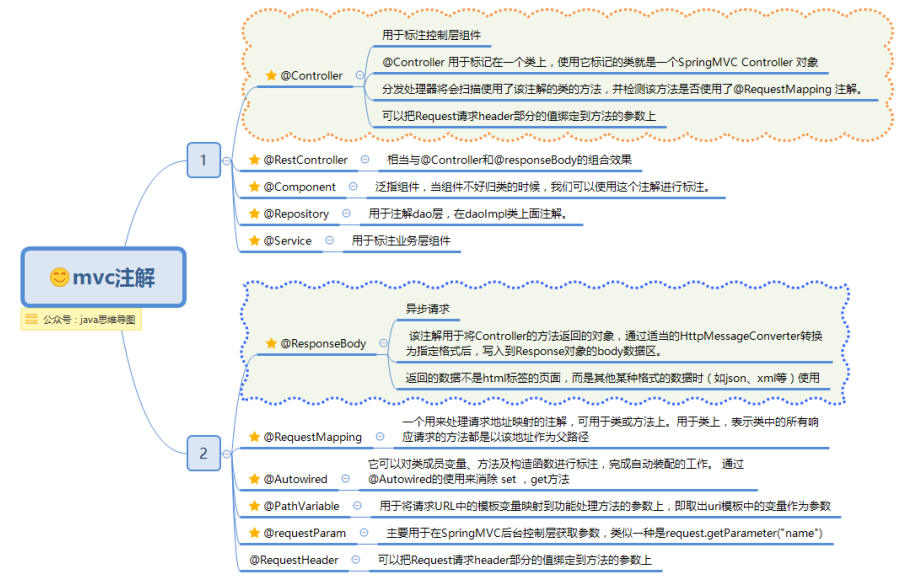 用于标注控制层组件
@Controller 用于标记在一个类上，使用它标记的类就是一个SpringMVC Controller 对象
@Controller
分发处理器将会扫描使用了该注解的类的方法，并检测该方法是否使用了@RequestMapping 注解。
可以把Request请求header部分的值绑定到方法的参数上
1
@RestController 相当与@Controller和@responseBody的组合效果
@Component 泛指组件，当组件不好归类的时候，我们可以使用这个注解进行标注。
@Repository 用于注解dao层，在daoImpl类上面注解。
@Service 用于标注业务层组件
mvc注解
公众号：java思维导图
异步请求
该注解用于将Controller的方法返回的对象，通过适当的HttpMessageConverter转换
为指定格式后，写入到Response对象的body数据区。
@ResponseBody
返回的数据不是html标签的页面，而是其他某种格式的数据时（如json、xml等）使用
2
@RequestMapping
一个用来处理请求地址映射的注解，可用于类或方法上。用于类上，表示类中的所有响
应请求的方法都是以该地址作为父路径
@Autowired
它可以对类成员变量、方法及构造函数进行标注，完成自动装配的工作。 通过
@Autowired的使用来消除 set ，get方法
@PathVariable 用于将请求URL中的模板变量映射到功能处理方法的参数上，即取出uri模板中的变量作为参数
@requestParam 主要用于在SpringMVC后台控制层获取参数，类似一种是request.getParameter("name")
@RequestHeader 可以把Request请求header部分的值绑定到方法的参数上